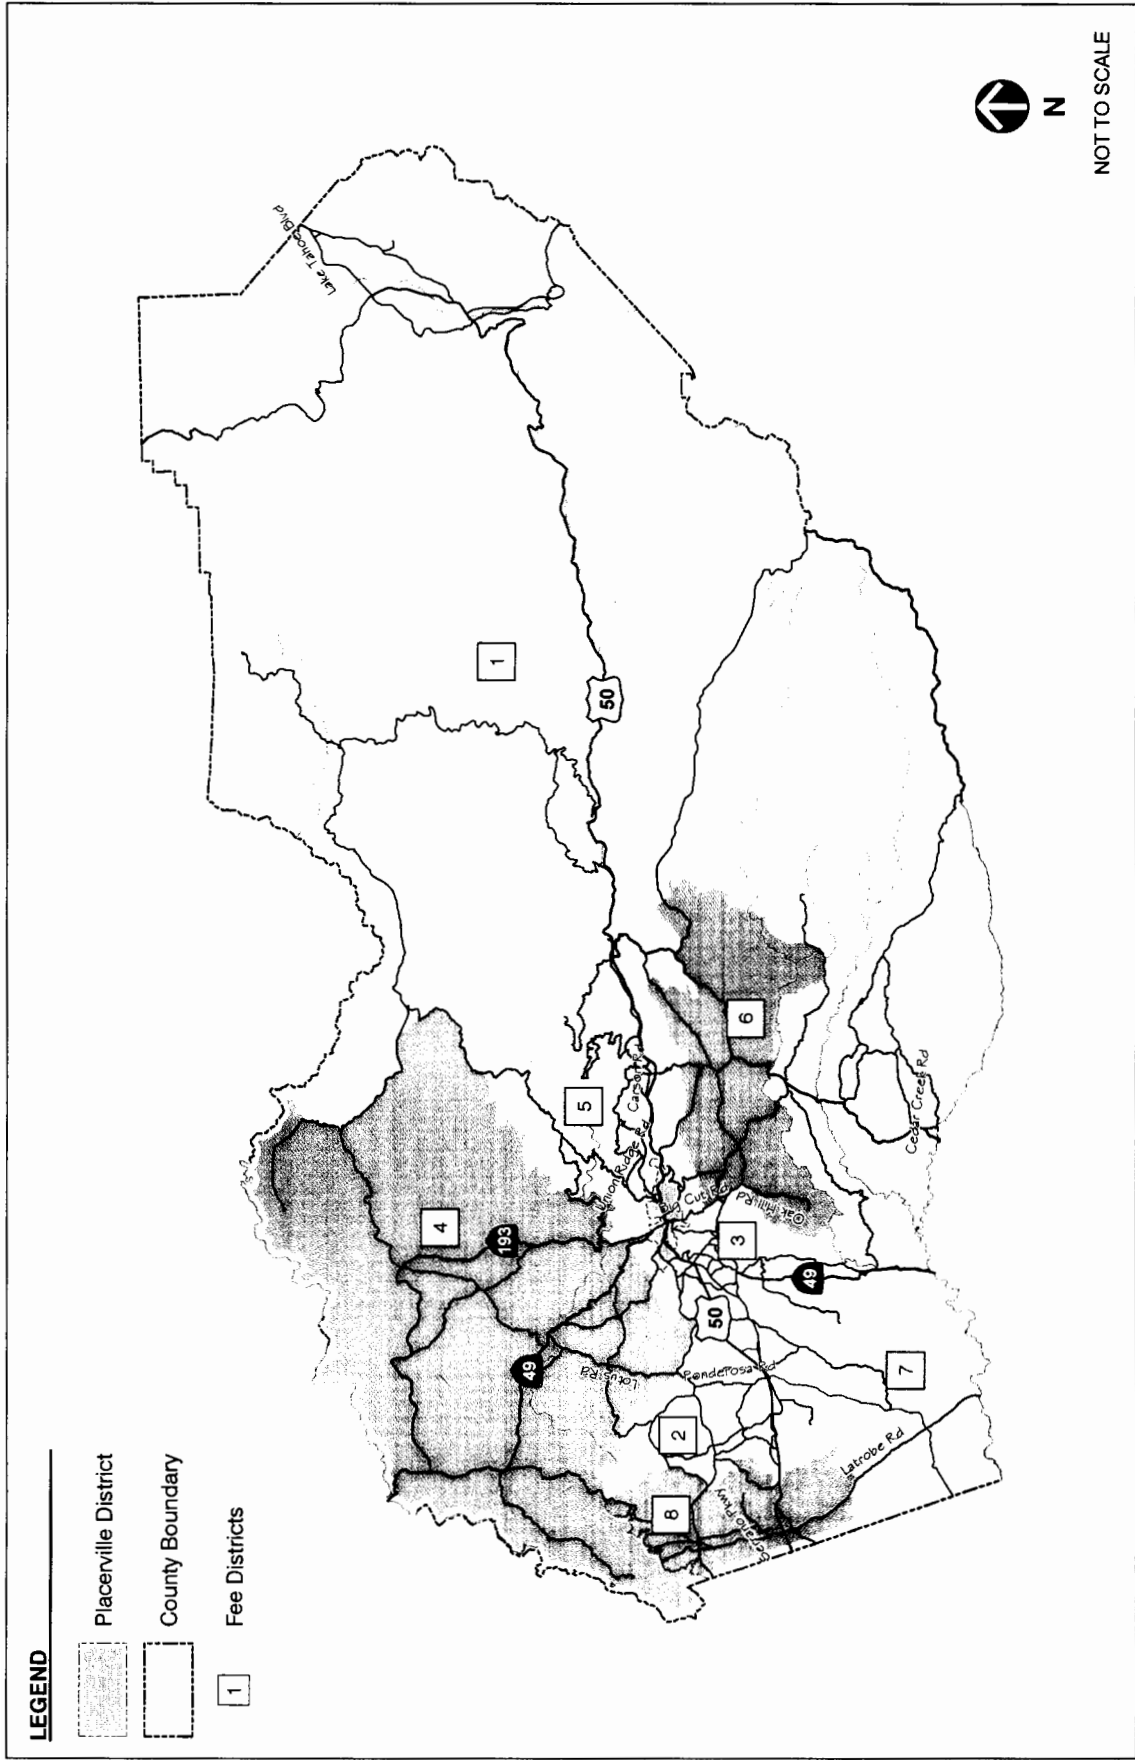 LEGEND
Placerville District
County Boundary
1
Fee Districts
Lake Tahoe Blvd
1
50
4
193
5
Union Ridge Rd
Carson Rd
6
49
Lotus Rd
3
Oak Hill Rd
Cedar Creek Rd
50
49
Ponderosa Rd
2
7
8
Serrano Pkwy
Latrobe Rd
N
NOT TO SCALE